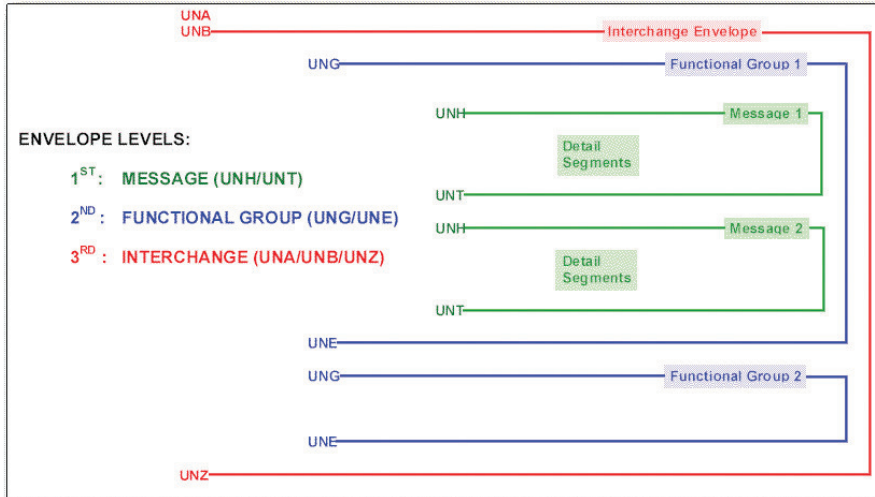 UNA
UNB Interchange Envelope
UNG Functional Group 1
UNH Message 1
ENVELOPE LEVELS:
Detail
Segments
1ST: MESSAGE (UNH/UNT)
UNT
2ND: FUNCTIONAL GROUP (UNG/UNE)
UNH Message 2
3RD: INTERCHANGE (UNA/UNB/UNZ)
Detail
Segments
UNT
UNE
UNG Functional Group 2
UNE
UNZ